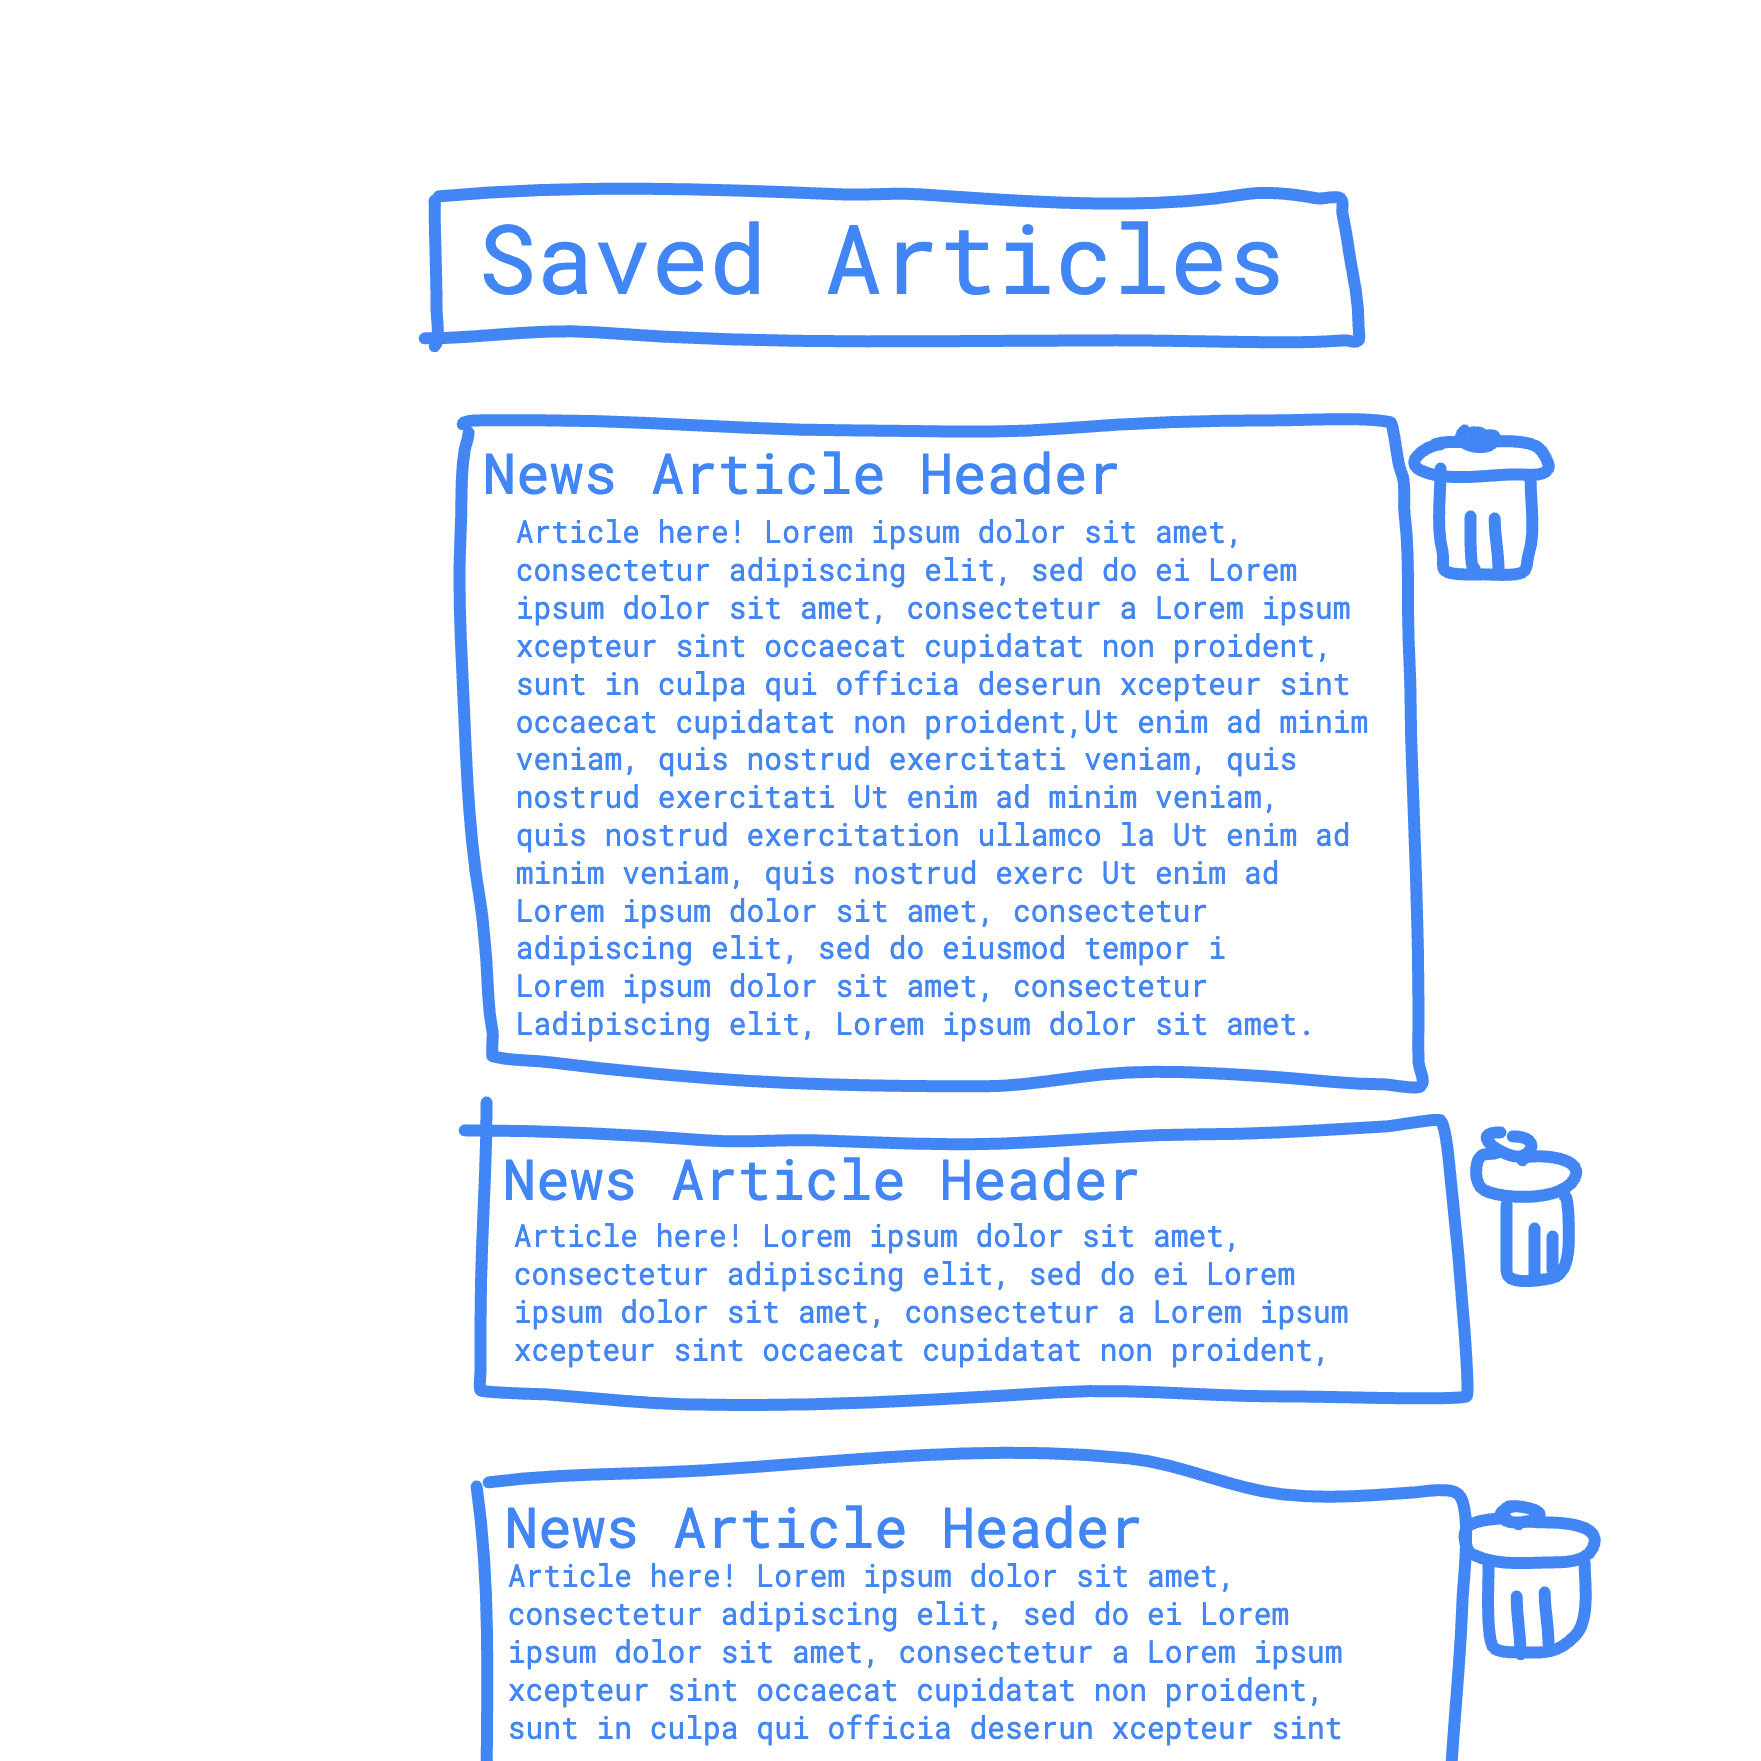 Saved Articles
News Article Header
Article here! Lorem ipsum dolor sit amet,
consectetur adipiscing elit, sed do ei Lorem
ipsum dolor sit amet, consectetur a Lorem ipsum
xcepteur sint occaecat cupidatat non proident,
sunt in culpa qui officia deserun xcepteur sint
occaecat cupidatat non proident,Ut enim ad minim
veniam, quis nostrud exercitati veniam, quis
nostrud exercitati Ut enim ad minim veniam,
quis nostrud exercitation ullamco la Ut enim ad
minim veniam, quis nostrud exerc Ut enim ad
Lorem ipsum dolor sit amet, consectetur
adipiscing elit, sed do eiusmod tempor i
Lorem ipsum dolor sit amet, consectetur
Ladipiscing elit, Lorem ipsum dolor sit amet.
News Article Header
Article here! Lorem ipsum dolor sit amet,
consectetur adipiscing elit, sed do ei Lorem
ipsum dolor sit amet, consectetur a Lorem ipsum
xcepteur sint occaecat cupidatat non proident,
News Article Header
Article here! Lorem ipsum dolor sit amet,
consectetur adipiscing elit, sed do ei Lorem
ipsum dolor sit amet, consectetur a Lorem ipsum
xcepteur sint occaecat cupidatat non proident,
sunt in culpa qui officia deserun xcepteur sint